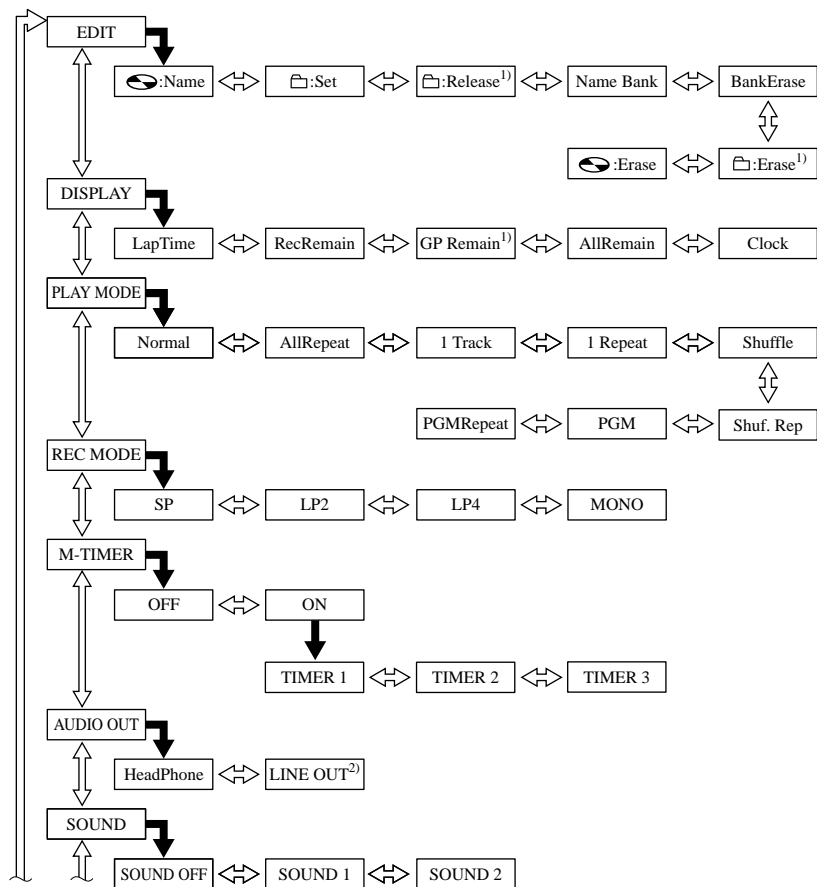 EDIT
:Name :Set :Release1) Name Bank BankErase
:Erase :Erase1)
DISPLAY
LapTime RecRemain GP Remain1) AllRemain Clock
PLAY MODE
Normal AllRepeat 1 Track 1 Repeat Shuffle
PGMRepeat PGM Shuf. Rep
REC MODE
SP LP2 LP4 MONO
M-TIMER
OFF ON
TIMER 1 TIMER 2 TIMER 3
AUDIO OUT
HeadPhone LINE OUT2)
SOUND
SOUND OFF SOUND 1 SOUND 2